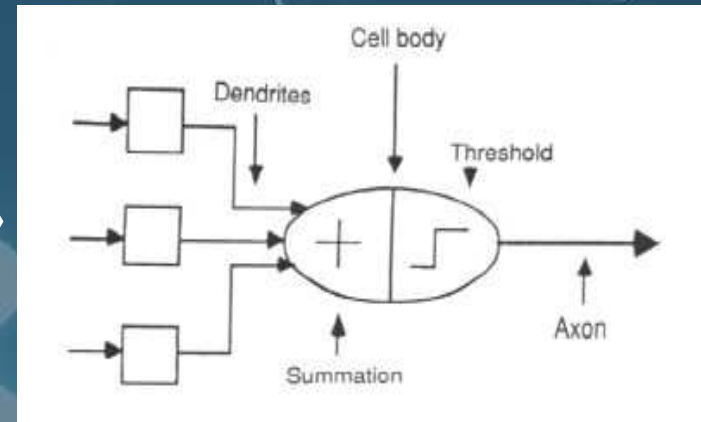 Cell body
Dendrites
Threshold
Axon
Summation